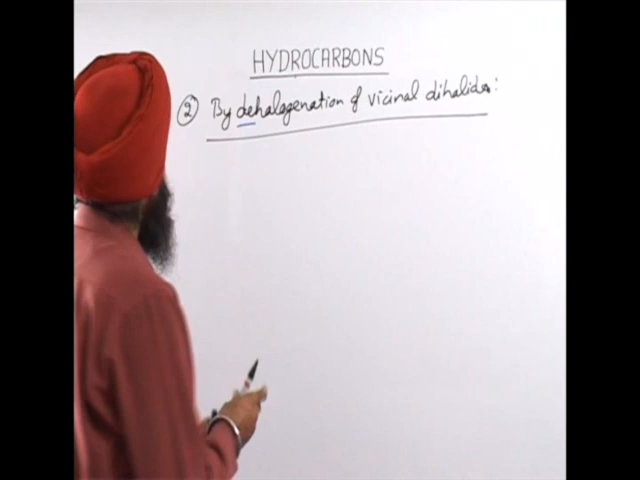 HYDROCARBONS
② By dehalogenation of vicinal dihalides: